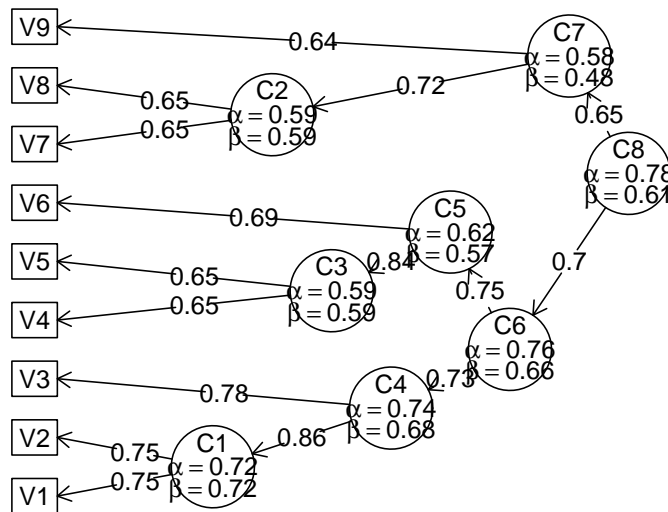 V9
V8
V7
V6
V5
V4
V3
V2
V1
C7
α = 0.58
β = 0.48
0.64
0.72
C2
α = 0.59
β = 0.59
0.65
0.65
0.65
C8
α = 0.78
β = 0.61
0.7
C5
α = 0.62
β = 0.57
0.69
0.84
C3
α = 0.59
β = 0.59
0.65
0.65
0.75
C6
α = 0.76
β = 0.66
0.73
C4
α = 0.74
β = 0.68
0.78
0.86
C1
α = 0.72
β = 0.72
0.75
0.75